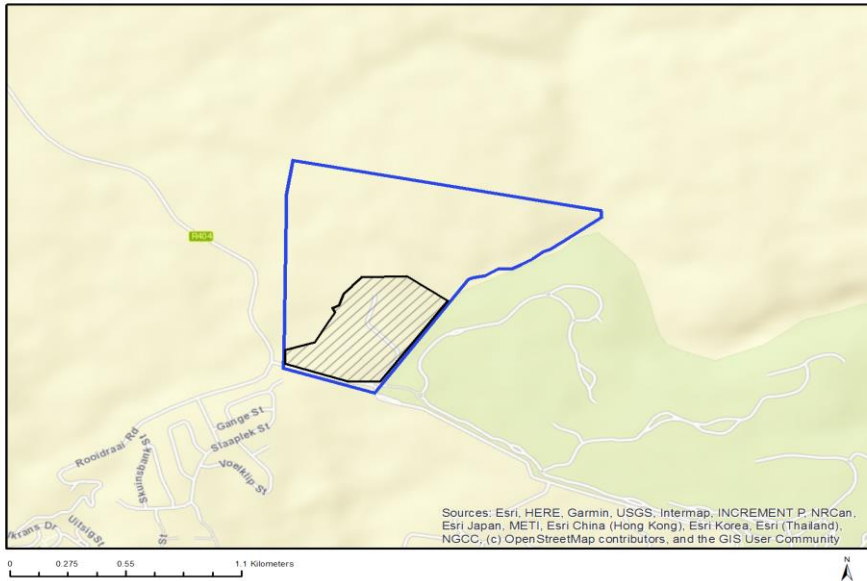 R404
Gange St
Slaaplek St
Voelklip St
Rooidraai Rd
Skuinsbank St
Uitsig St
krans Dr
St
Sources: Esri, HERE, Garmin, USGS, Intermap, INCREMENT P, NRCan,
Esri Japan, METI, Esri China (Hong Kong), Esri Korea, Esri (Thailand),
NGCC, (c) OpenStreetMap contributors, and the GIS User Community
0 0.275 0.55 1.1 Kilometers
N